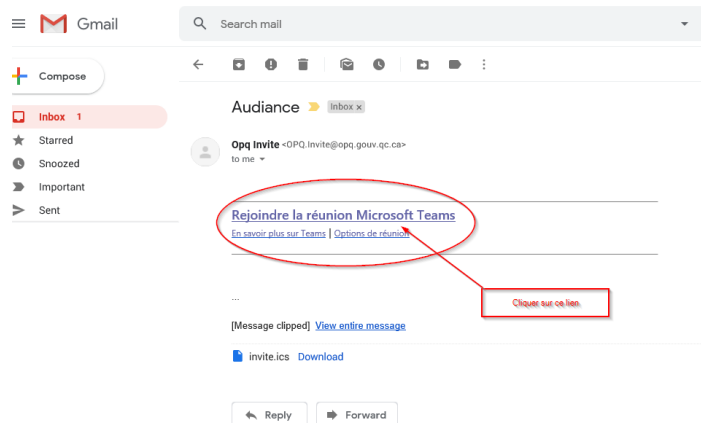 Gmail
Search mail
Compose
Inbox 1
Starred
Snoozed
Important
Sent
Audiance Inbox x
Opq Invite <OPQ.Invite@opq.gouv.qc.ca>
to me
Rejoindre la réunion Microsoft Teams
En savoir plus sur Teams | Options de réunion
Cliquer sur ce lien
...
[Message clipped] View entire message
invite.ics Download
Reply Forward